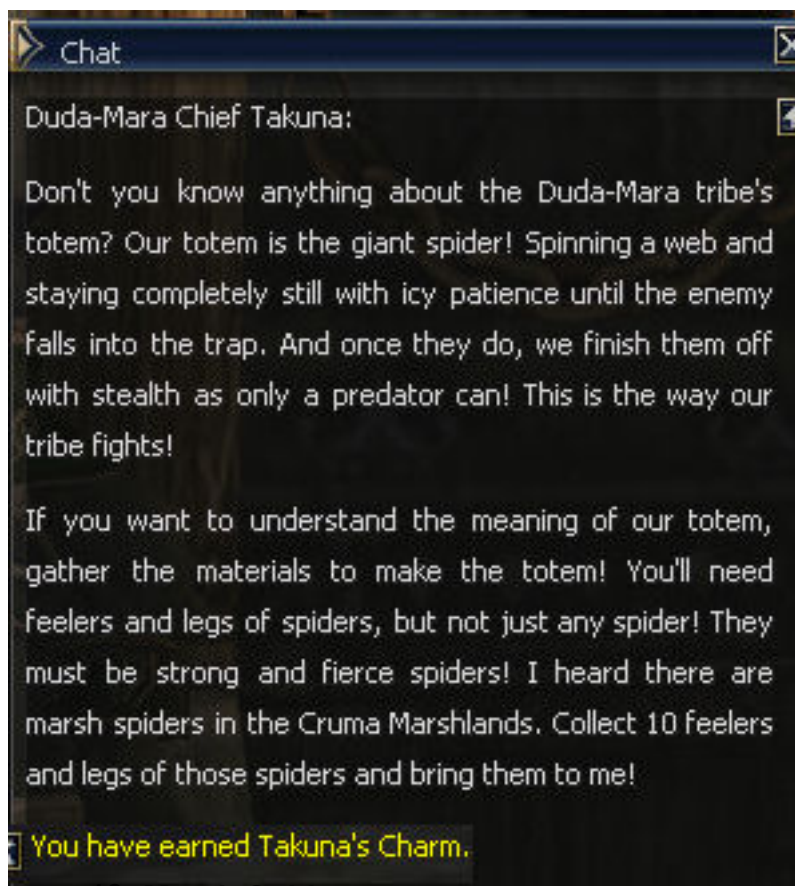 Chat
Duda-Mara Chief Takuna:
Don't you know anything about the Duda-Mara tribe's
totem? Our totem is the giant spider! Spinning a web and
staying completely still with icy patience until the enemy
falls into the trap. And once they do, we finish them off
with stealth as only a predator can! This is the way our
tribe fights!
If you want to understand the meaning of our totem,
gather the materials to make the totem! You'll need
feelers and legs of spiders, but not just any spider! They
must be strong and fierce spiders! I heard there are
marsh spiders in the Cruma Marshlands. Collect 10 feelers
and legs of those spiders and bring them to me!
You have earned Takuna's Charm.